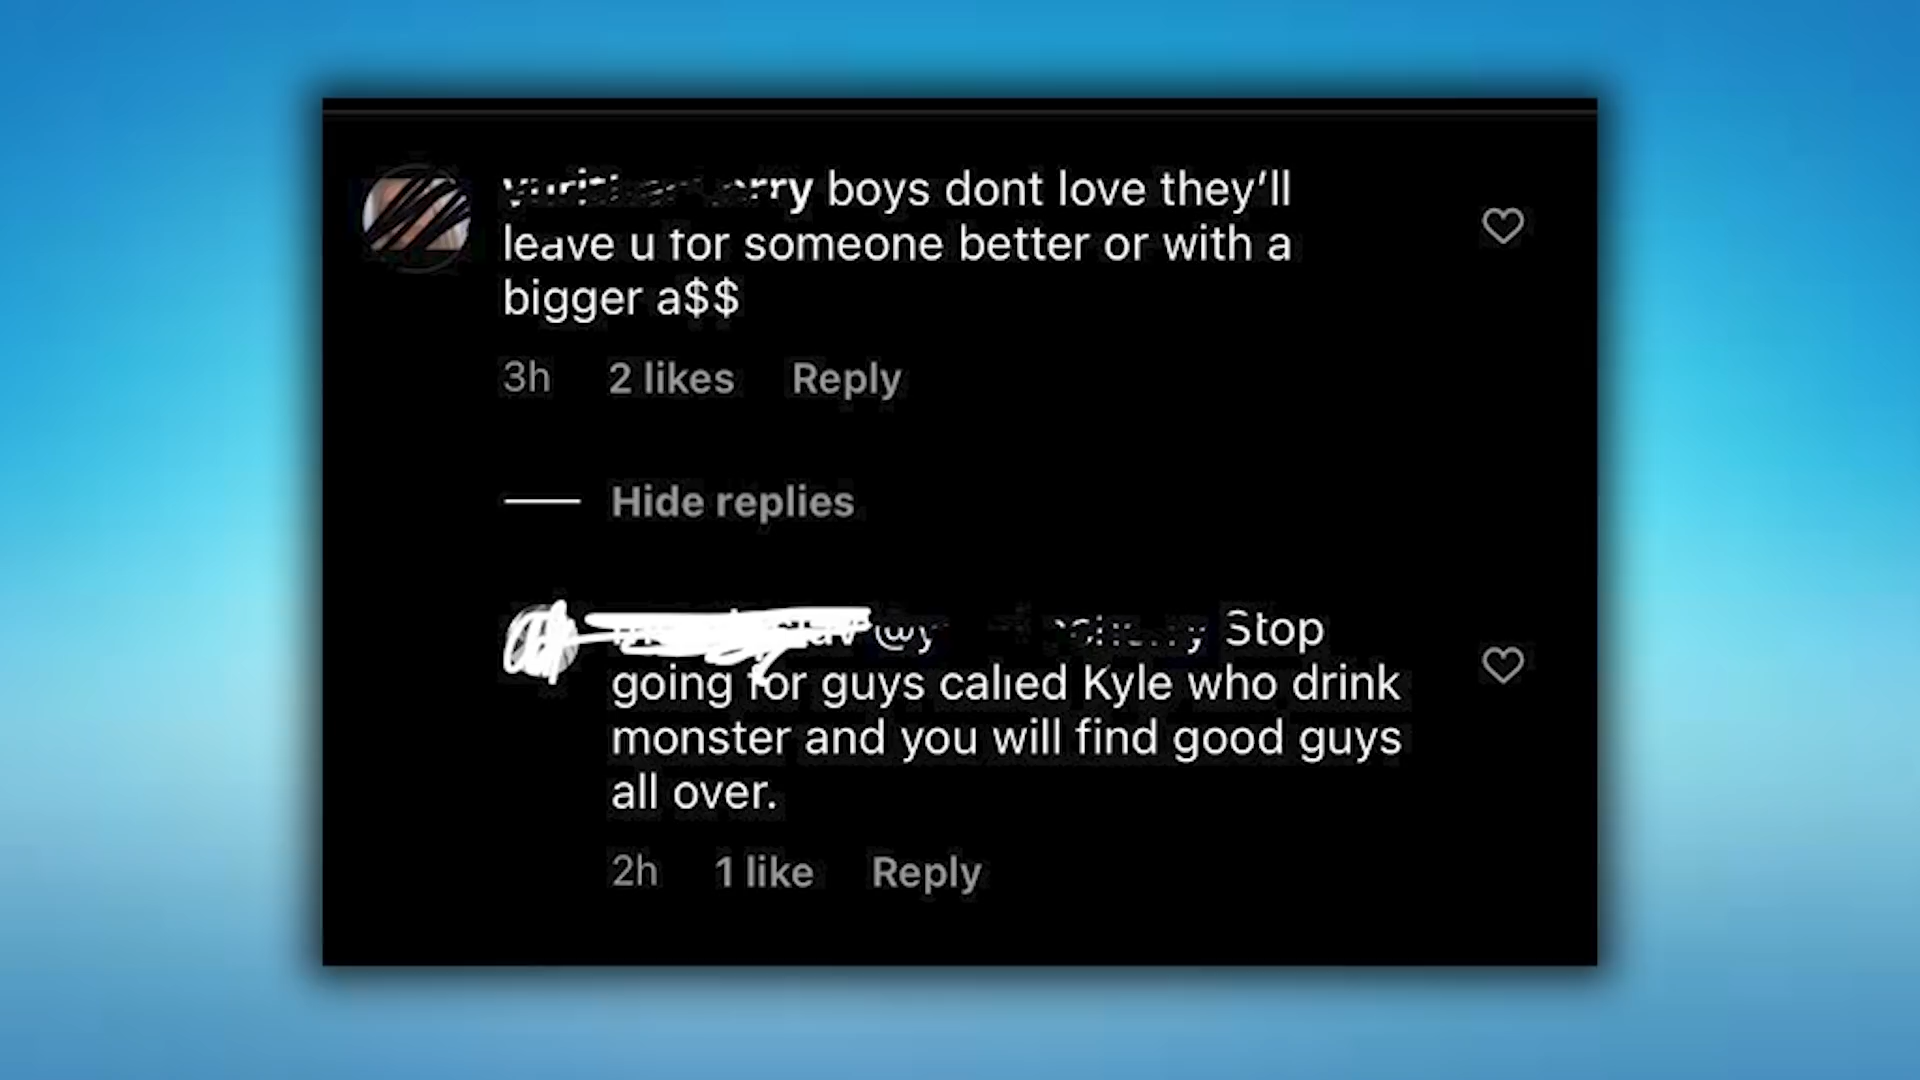 boys dont love they'll
leave u for someone better or with a
bigger a$$
3h 2 likes Reply
Hide replies
Stop
going for guys called Kyle who drink
monster and you will find good guys
all over.
2h 1 like Reply